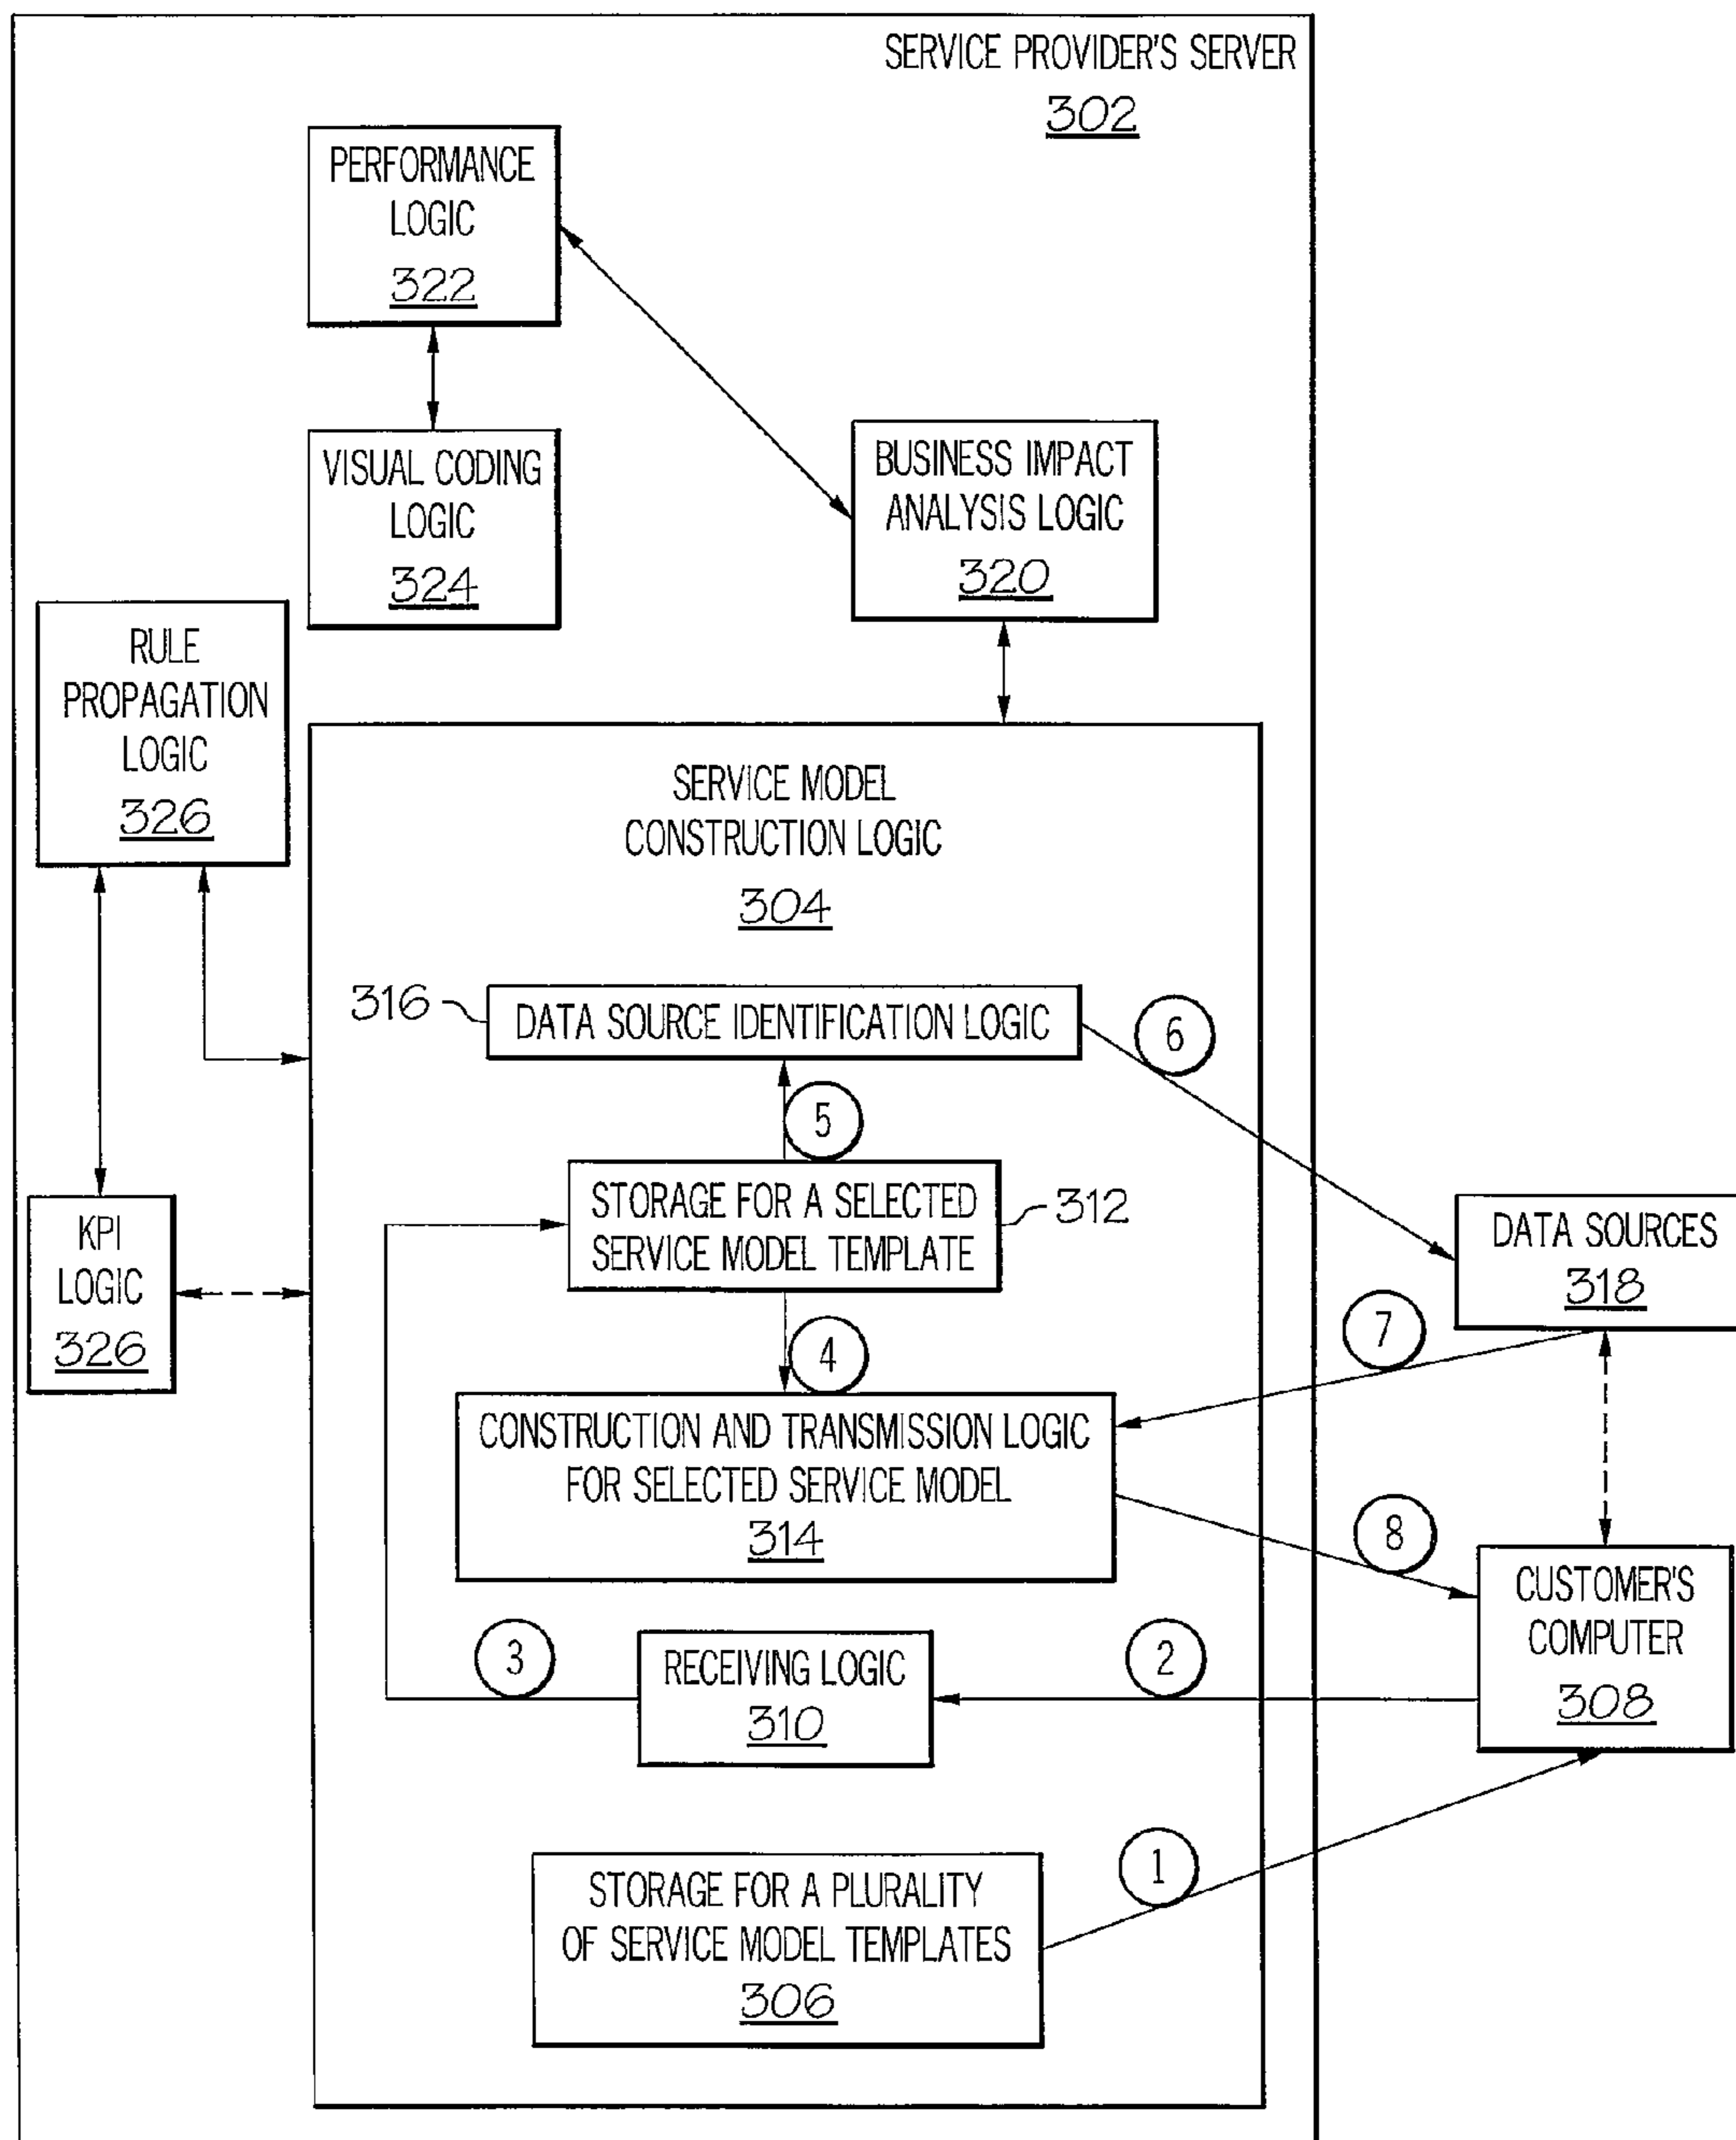 SERVICE PROVIDER'S SERVER
302
PERFORMANCE
LOGIC
322
VISUAL CODING
LOGIC
324
BUSINESS IMPACT
ANALYSIS LOGIC
320
RULE
PROPAGATION
LOGIC
326
SERVICE MODEL
CONSTRUCTION LOGIC
304
316
DATA SOURCE IDENTIFICATION LOGIC
6
5
STORAGE FOR A SELECTED
SERVICE MODEL TEMPLATE
312
KPI
LOGIC
326
DATA SOURCES
318
7
4
CONSTRUCTION AND TRANSMISSION LOGIC
FOR SELECTED SERVICE MODEL
314
8
CUSTOMER'S
COMPUTER
308
3
RECEIVING LOGIC
310
2
1
STORAGE FOR A PLURALITY
OF SERVICE MODEL TEMPLATES
306